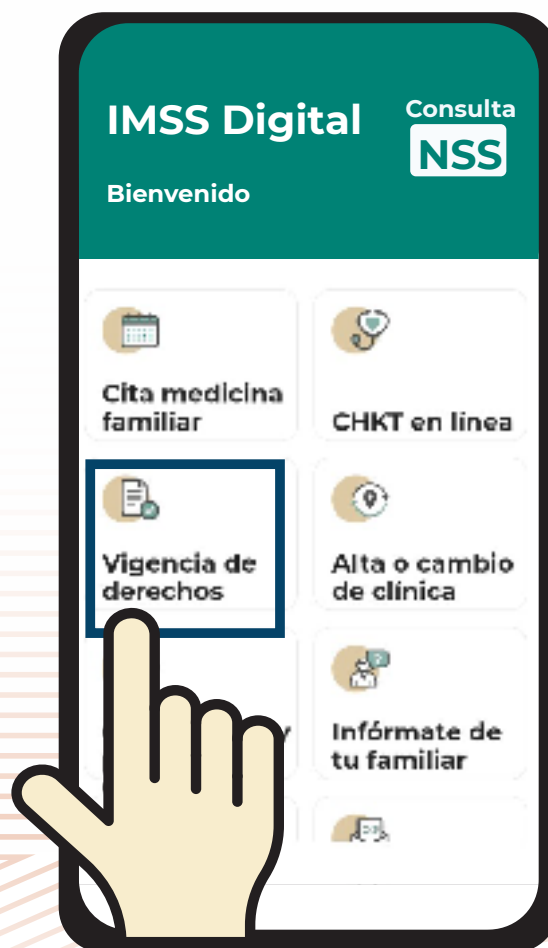 IMSS Digital
Consulta
NSS
Bienvenido
Cita medicina
familiar
CHKT en línea
Vigencia de
derechos
Alta o cambio
de clínica
Infórmate de
tu familiar